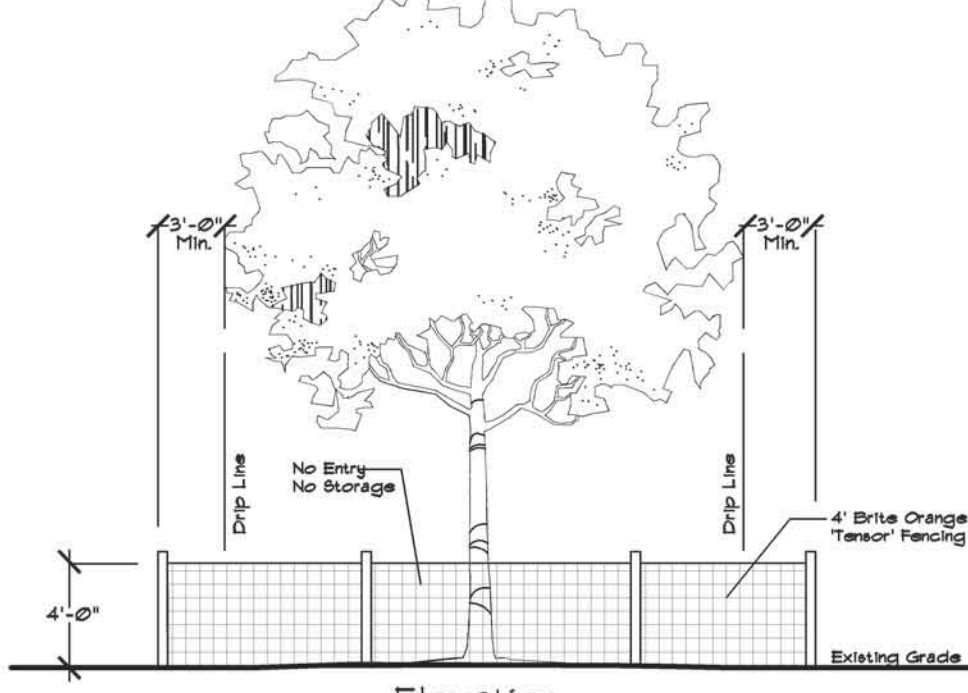 3'-0"
Min.
3'-0"
Min.
Drip Line
Drip Line
No Entry
No Storage
4' Brite Orange
'Tensor' Fencing
4'-0"
Existing Grade